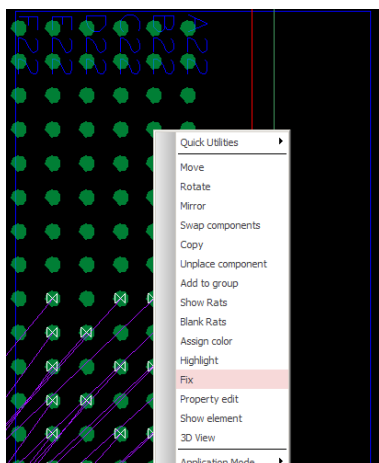 Quick Utilities
Move
Rotate
Mirror
Swap components
Copy
Unplace component
Add to group
Show Rats
Blank Rats
Assign color
Highlight
Fix
Property edit
Show element
3D View
Application Mode